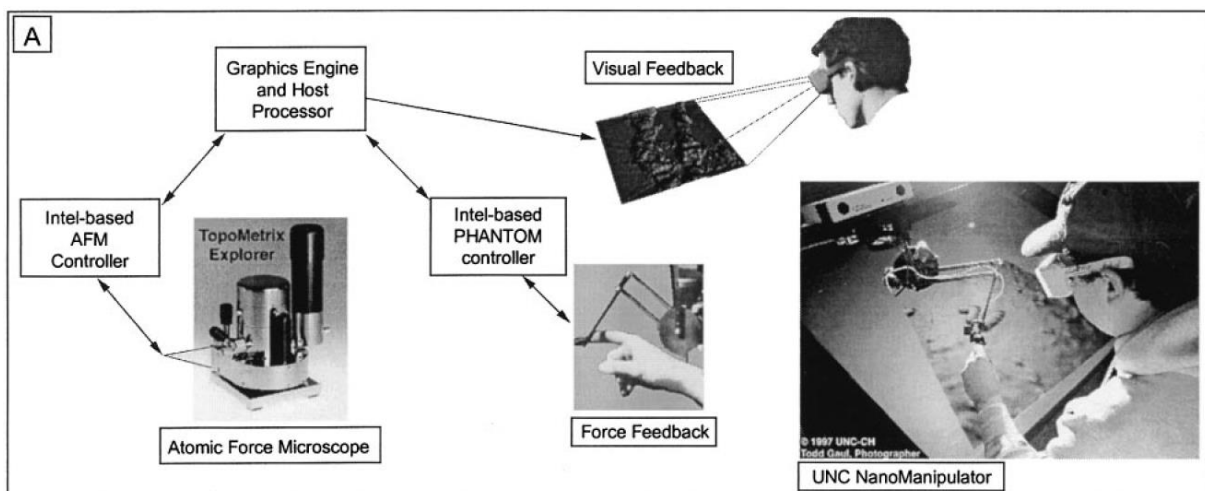 A
Graphics Engine
and Host
Processor
Visual Feedback
Intel-based
AFM
Controller
TopoMetrix
Explorer
Intel-based
PHANTOM
controller
Atomic Force Microscope
Force Feedback
© 1997 UNC-CH
Todd Gaul, Photographer
UNC NanoManipulator